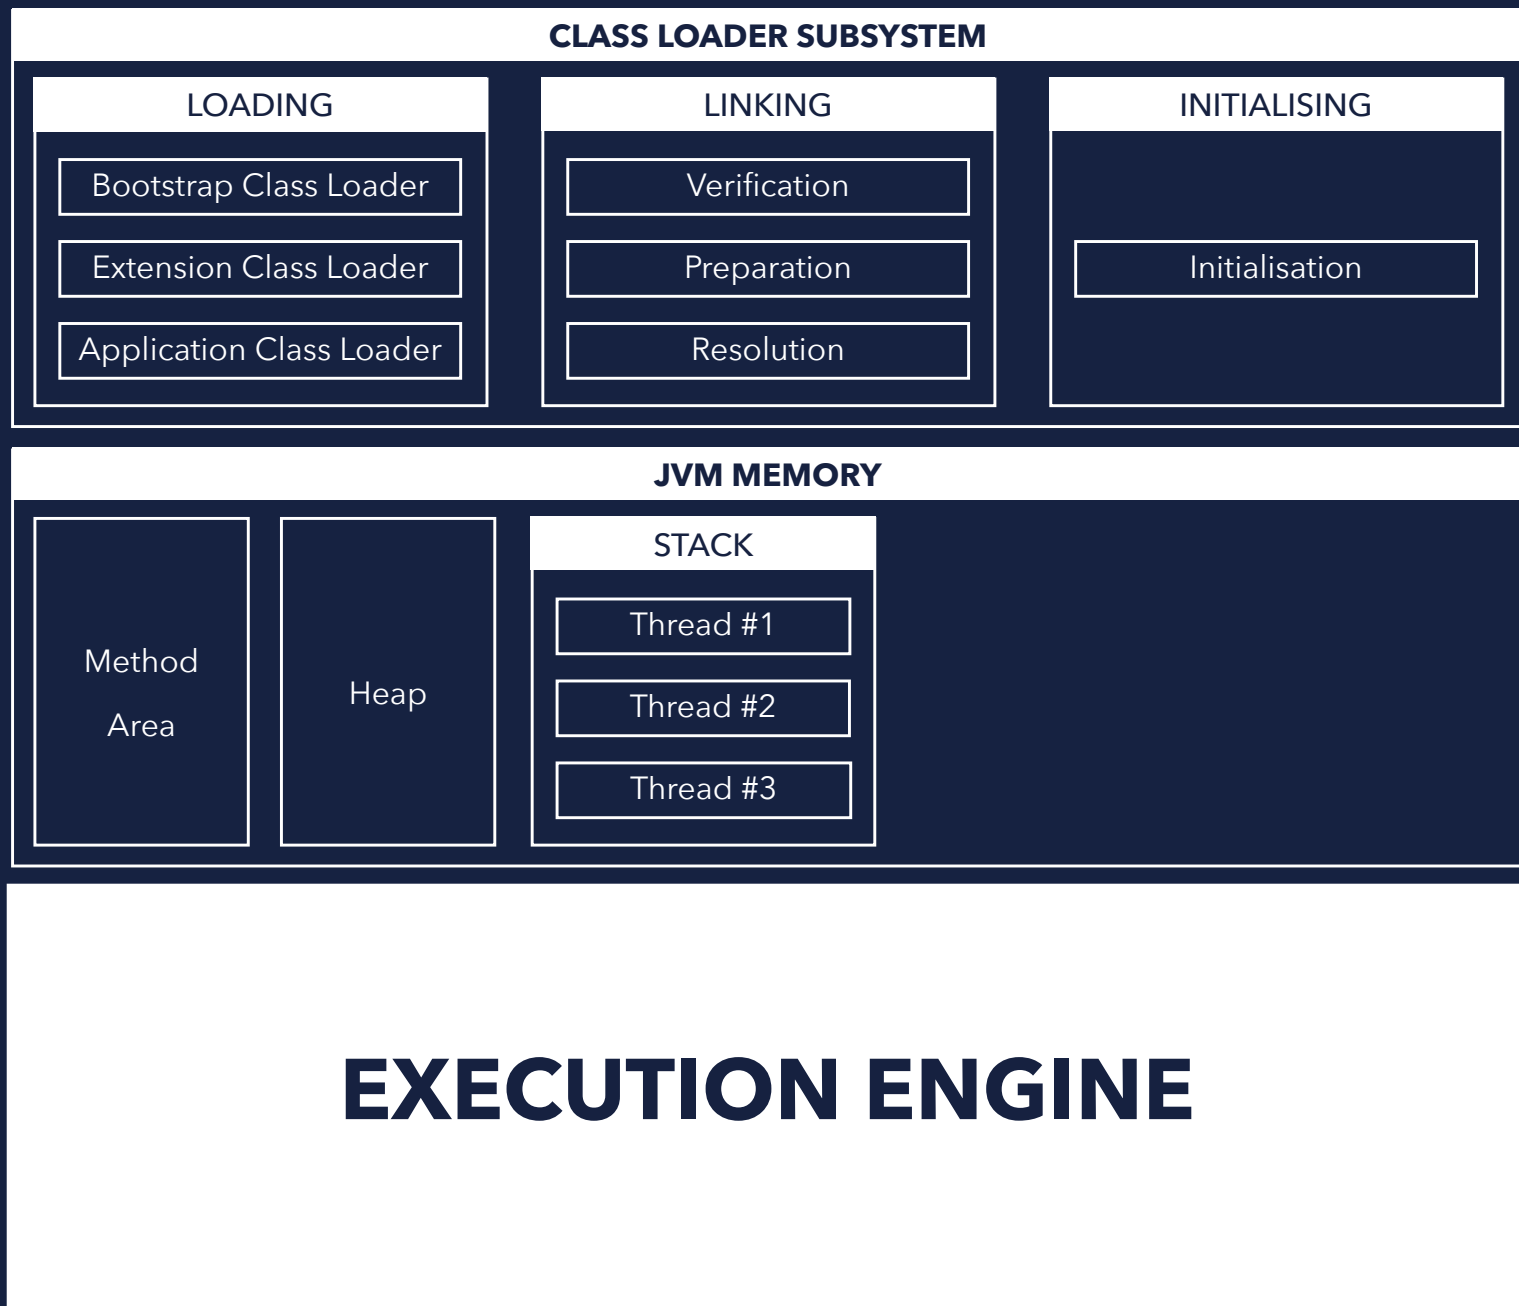 CLASS LOADER SUBSYSTEM
LOADING
Bootstrap Class Loader
Extension Class Loader
Application Class Loader
LINKING
Verification
Preparation
Resolution
INITIALISING
Initialisation
JVM MEMORY
Method
Area
Heap
STACK
Thread #1
Thread #2
Thread #3
EXECUTION ENGINE